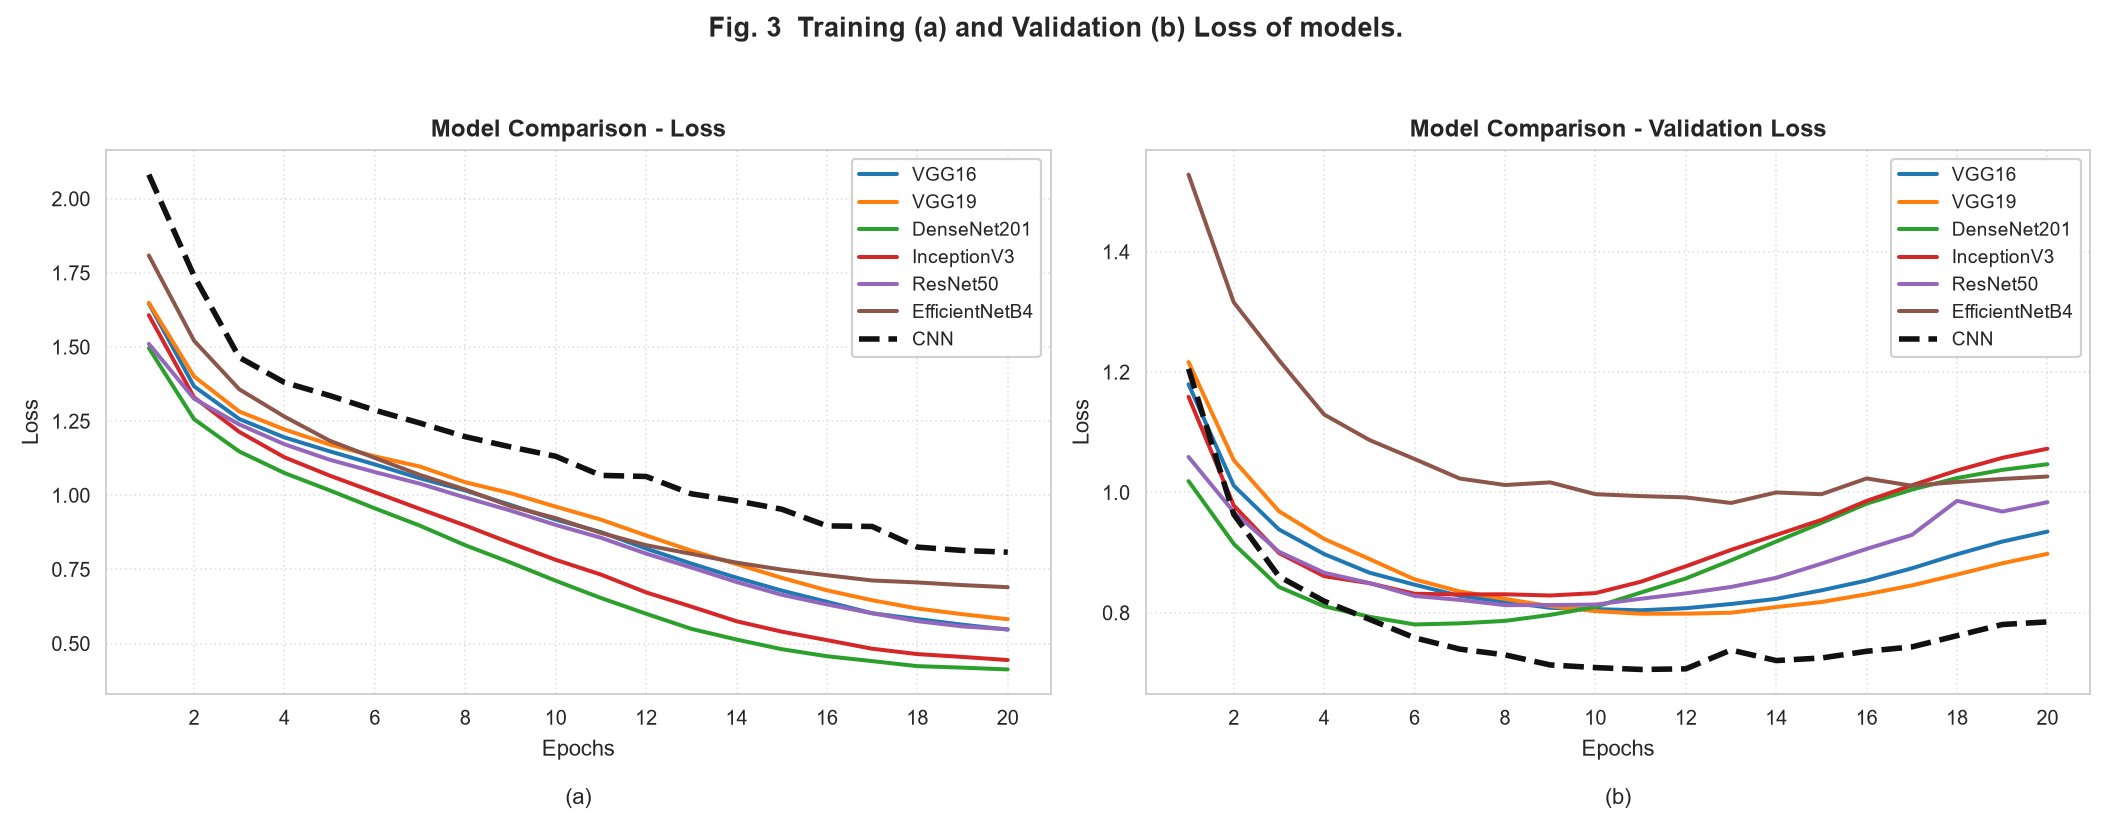 Fig. 3  Training (a) and Validation (b) Loss of models.
Model Comparison - Loss
2.00
1.75
1.50
1.25
1.00
0.75
0.50
Loss
VGG16
VGG19
DenseNet201
InceptionV3
ResNet50
EfficientNetB4
CNN
2 4 6 8 10 12 14 16 18 20
Epochs
(a)
Model Comparison - Validation Loss
1.4
1.2
1.0
0.8
Loss
VGG16
VGG19
DenseNet201
InceptionV3
ResNet50
EfficientNetB4
CNN
2 4 6 8 10 12 14 16 18 20
Epochs
(b)